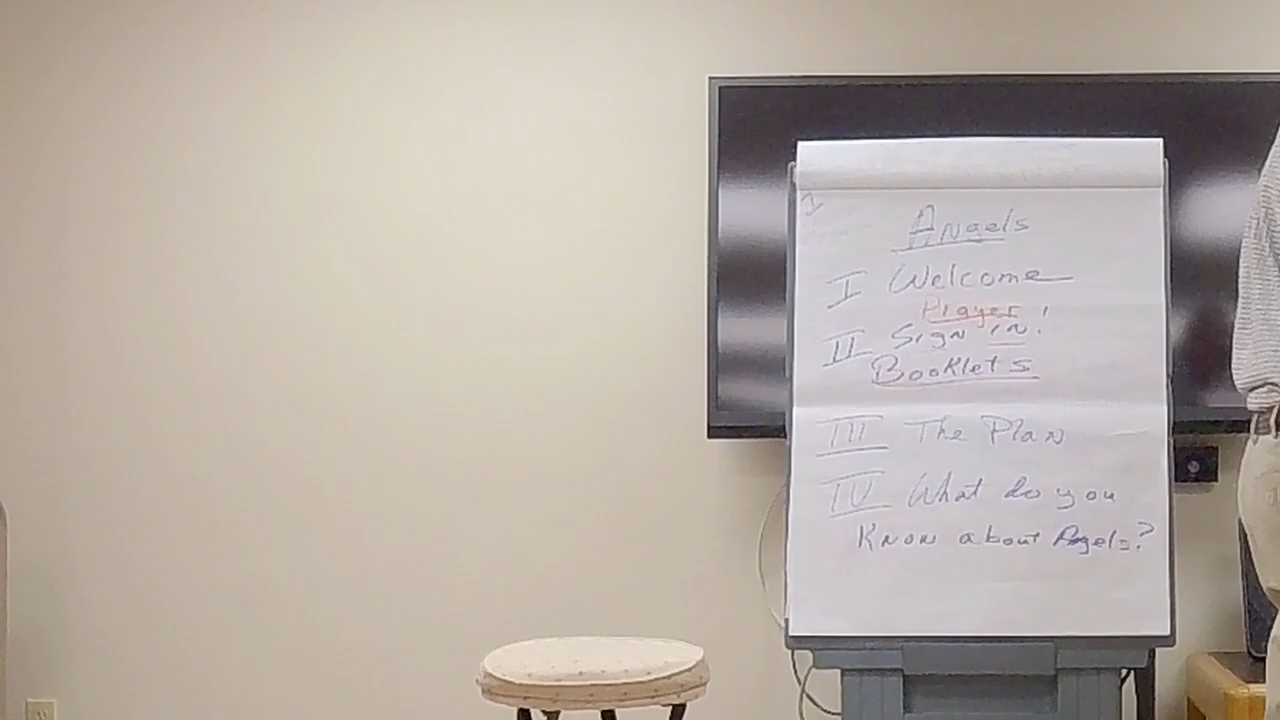 Angels
I Welcome
Prayer!
II Sign in!
Booklets
III The Plan
IV What do you
Know about Angels?